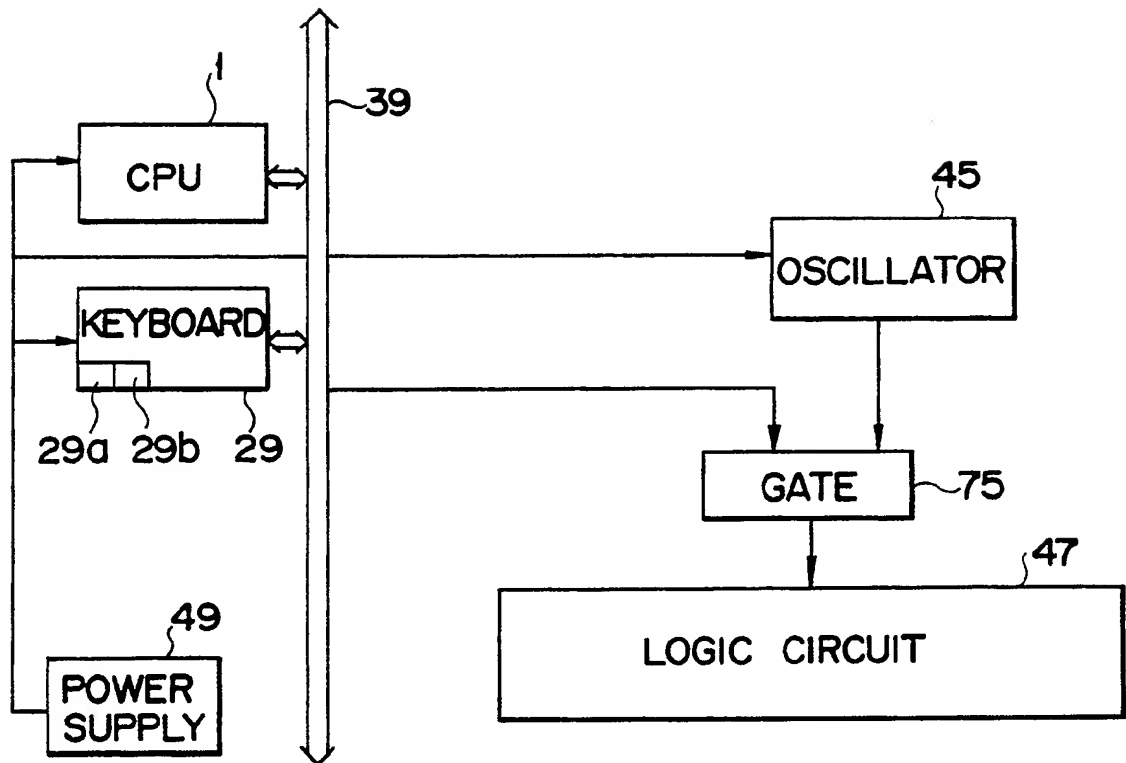 1
39
CPU
45
OSCILLATOR
KEYBOARD
29a 29b 29
GATE
75
47
LOGIC CIRCUIT
49
POWER
SUPPLY